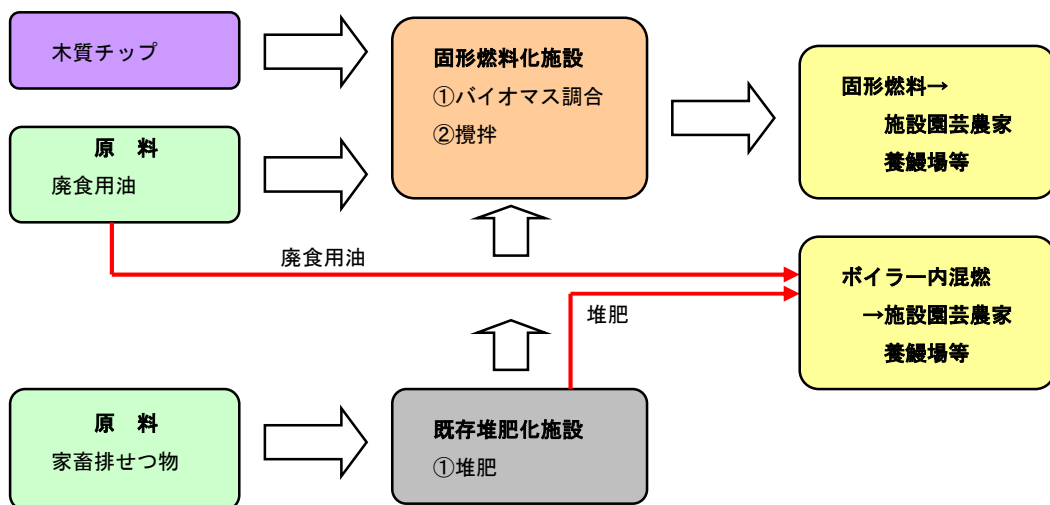 木質チップ
原　料
廃食用油
固形燃料化施設
①バイオマス調合
②攪拌
固形燃料→
施設園芸農家
養鰻場等
廃食用油
堆肥
ボイラー内混燃
→施設園芸農家
養鰻場等
原　料
家畜排せつ物
既存堆肥化施設
①堆肥